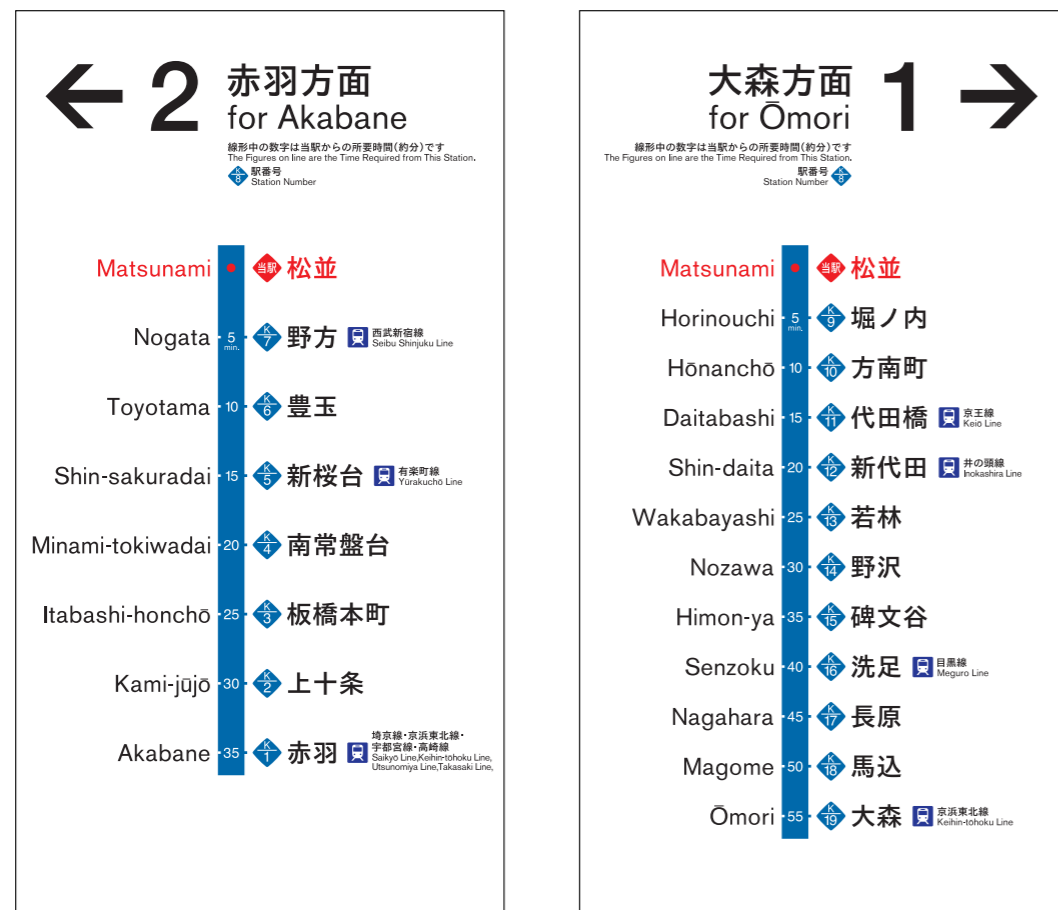 ← 2 赤羽方面
for Akabane
線形中の数字は当駅からの所要時間(約分)です
The Figures on line are the Time Required from This Station.
K 8 駅番号
Station Number
Matsunami 当駅 松並
Nogata 5 min. K 7 野方 西武新宿線
Seibu Shinjuku Line
Toyotama 10 K 6 豊玉
Shin-sakuradai 15 K 5 新桜台 有楽町線
Yūrakuchō Line
Minami-tokiwadai 20 K 4 南常盤台
Itabashi-honchō 25 K 3 板橋本町
Kami-jūjō 30 K 2 上十条
Akabane 35 K 1 赤羽 埼京線・京浜東北線・
宇都宮線・高崎線
Saikyō Line,Keihin-tōhoku Line,
Utsunomiya Line,Takasaki Line,
大森方面 1 →
for Ōmori
線形中の数字は当駅からの所要時間(約分)です
The Figures on line are the Time Required from This Station.
駅番号 K 8
Station Number
Matsunami 当駅 松並
Horinouchi 5 min. K 9 堀ノ内
Hōnanchō 10 K 10 方南町
Daitabashi 15 K 11 代田橋 京王線
Keiō Line
Shin-daita 20 K 12 新代田 井の頭線
Inokashira Line
Wakabayashi 25 K 13 若林
Nozawa 30 K 14 野沢
Himon-ya 35 K 15 碑文谷
Senzoku 40 K 16 洗足 目黒線
Meguro Line
Nagahara 45 K 17 長原
Magome 50 K 18 馬込
Ōmori 55 K 19 大森 京浜東北線
Keihin-tōhoku Line